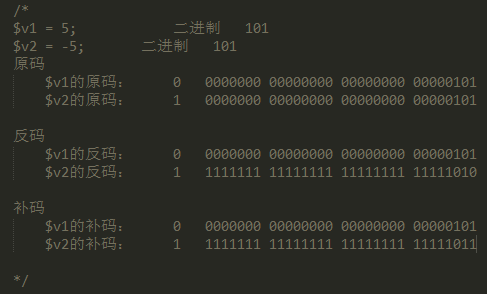 /*
$v1 = 5; 二进制 101
$v2 = -5; 二进制 101
原码
$v1的原码: 0 0000000 00000000 00000000 00000101
$v2的原码: 1 0000000 00000000 00000000 00000101
反码
$v1的反码: 0 0000000 00000000 00000000 00000101
$v2的反码: 1 1111111 11111111 11111111 11111010
补码
$v1的补码: 0 0000000 00000000 00000000 00000101
$v2的补码: 1 1111111 11111111 11111111 11111011
*/